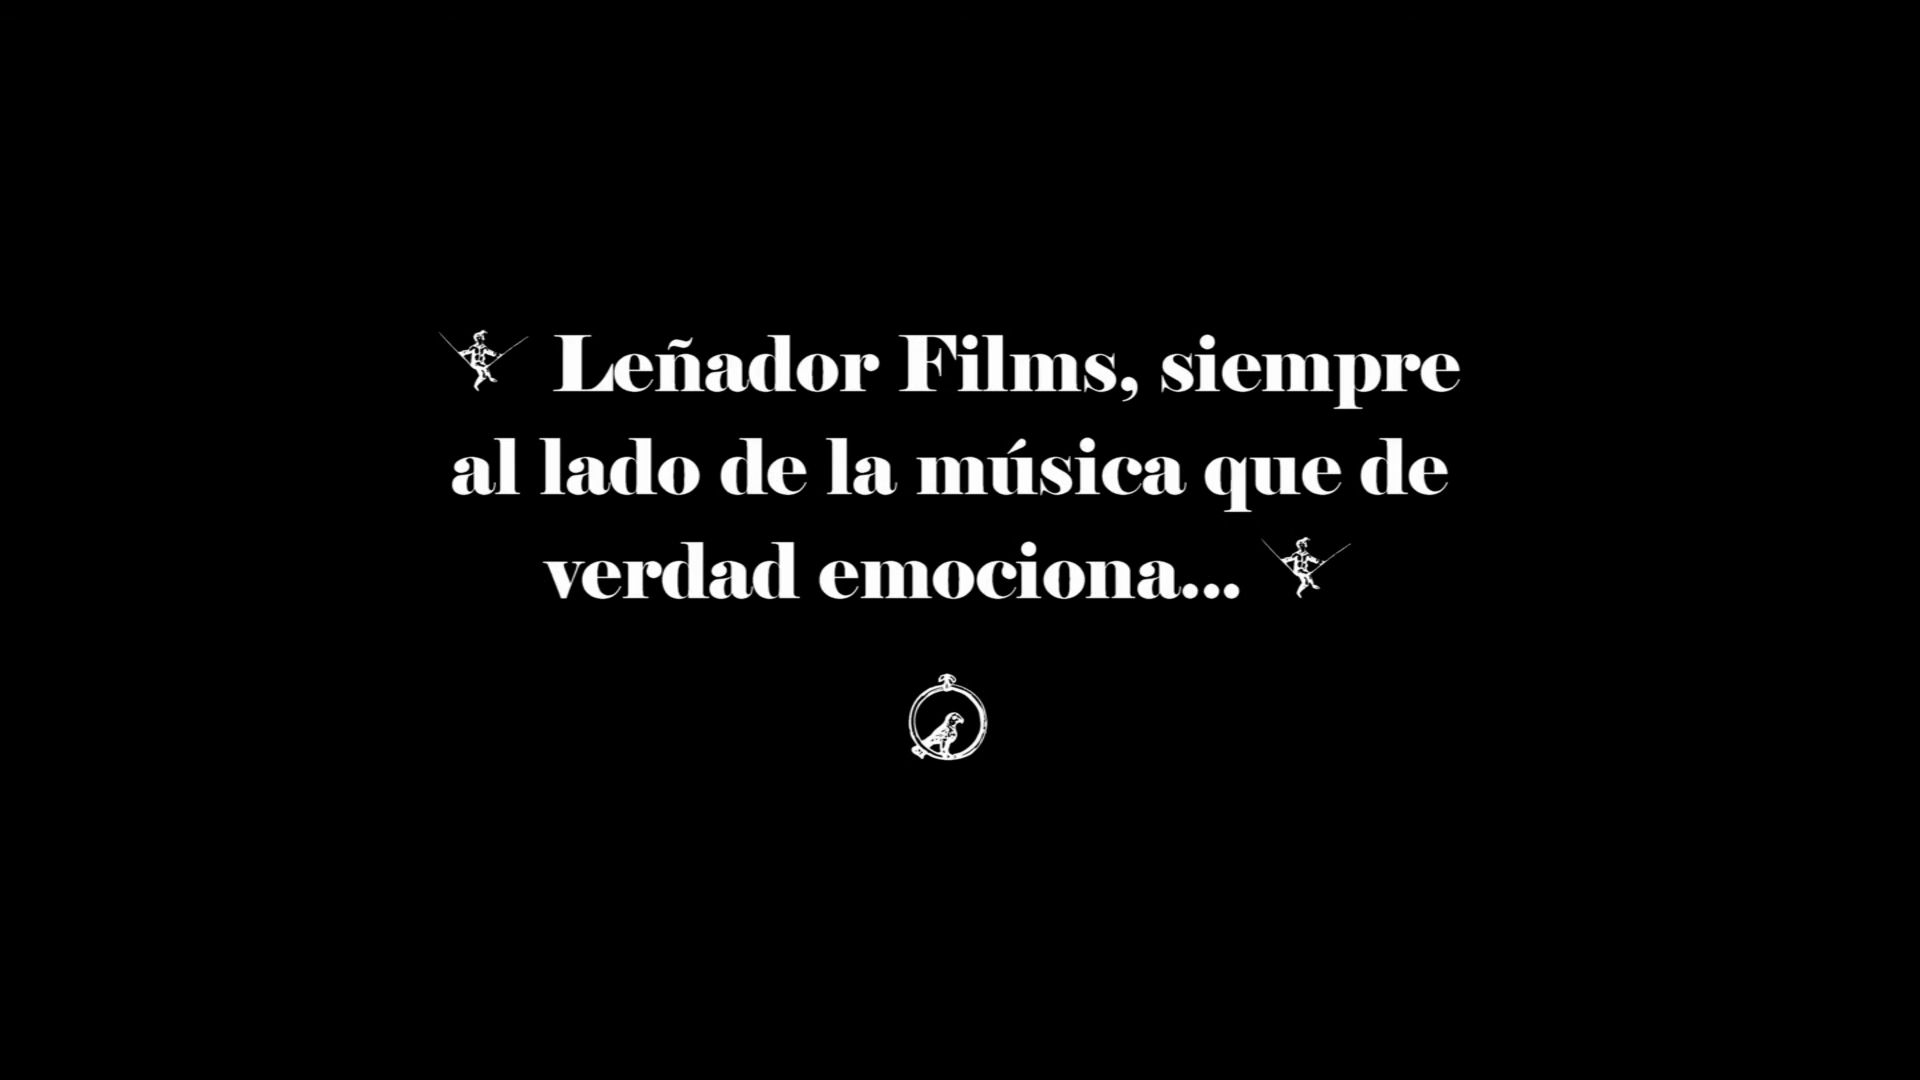 Leñador Films, siempre
al lado de la música que de
verdad emociona...